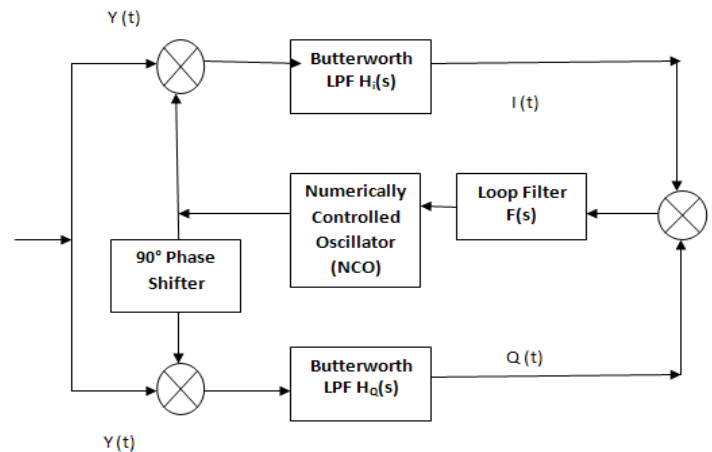 Y (t)
Butterworth
LPF Hᵢ(s)
I (t)
Numerically
Controlled
Oscillator
(NCO)
Loop Filter
F(s)
90° Phase
Shifter
Butterworth
LPF H_Q(s)
Q (t)
Y (t)